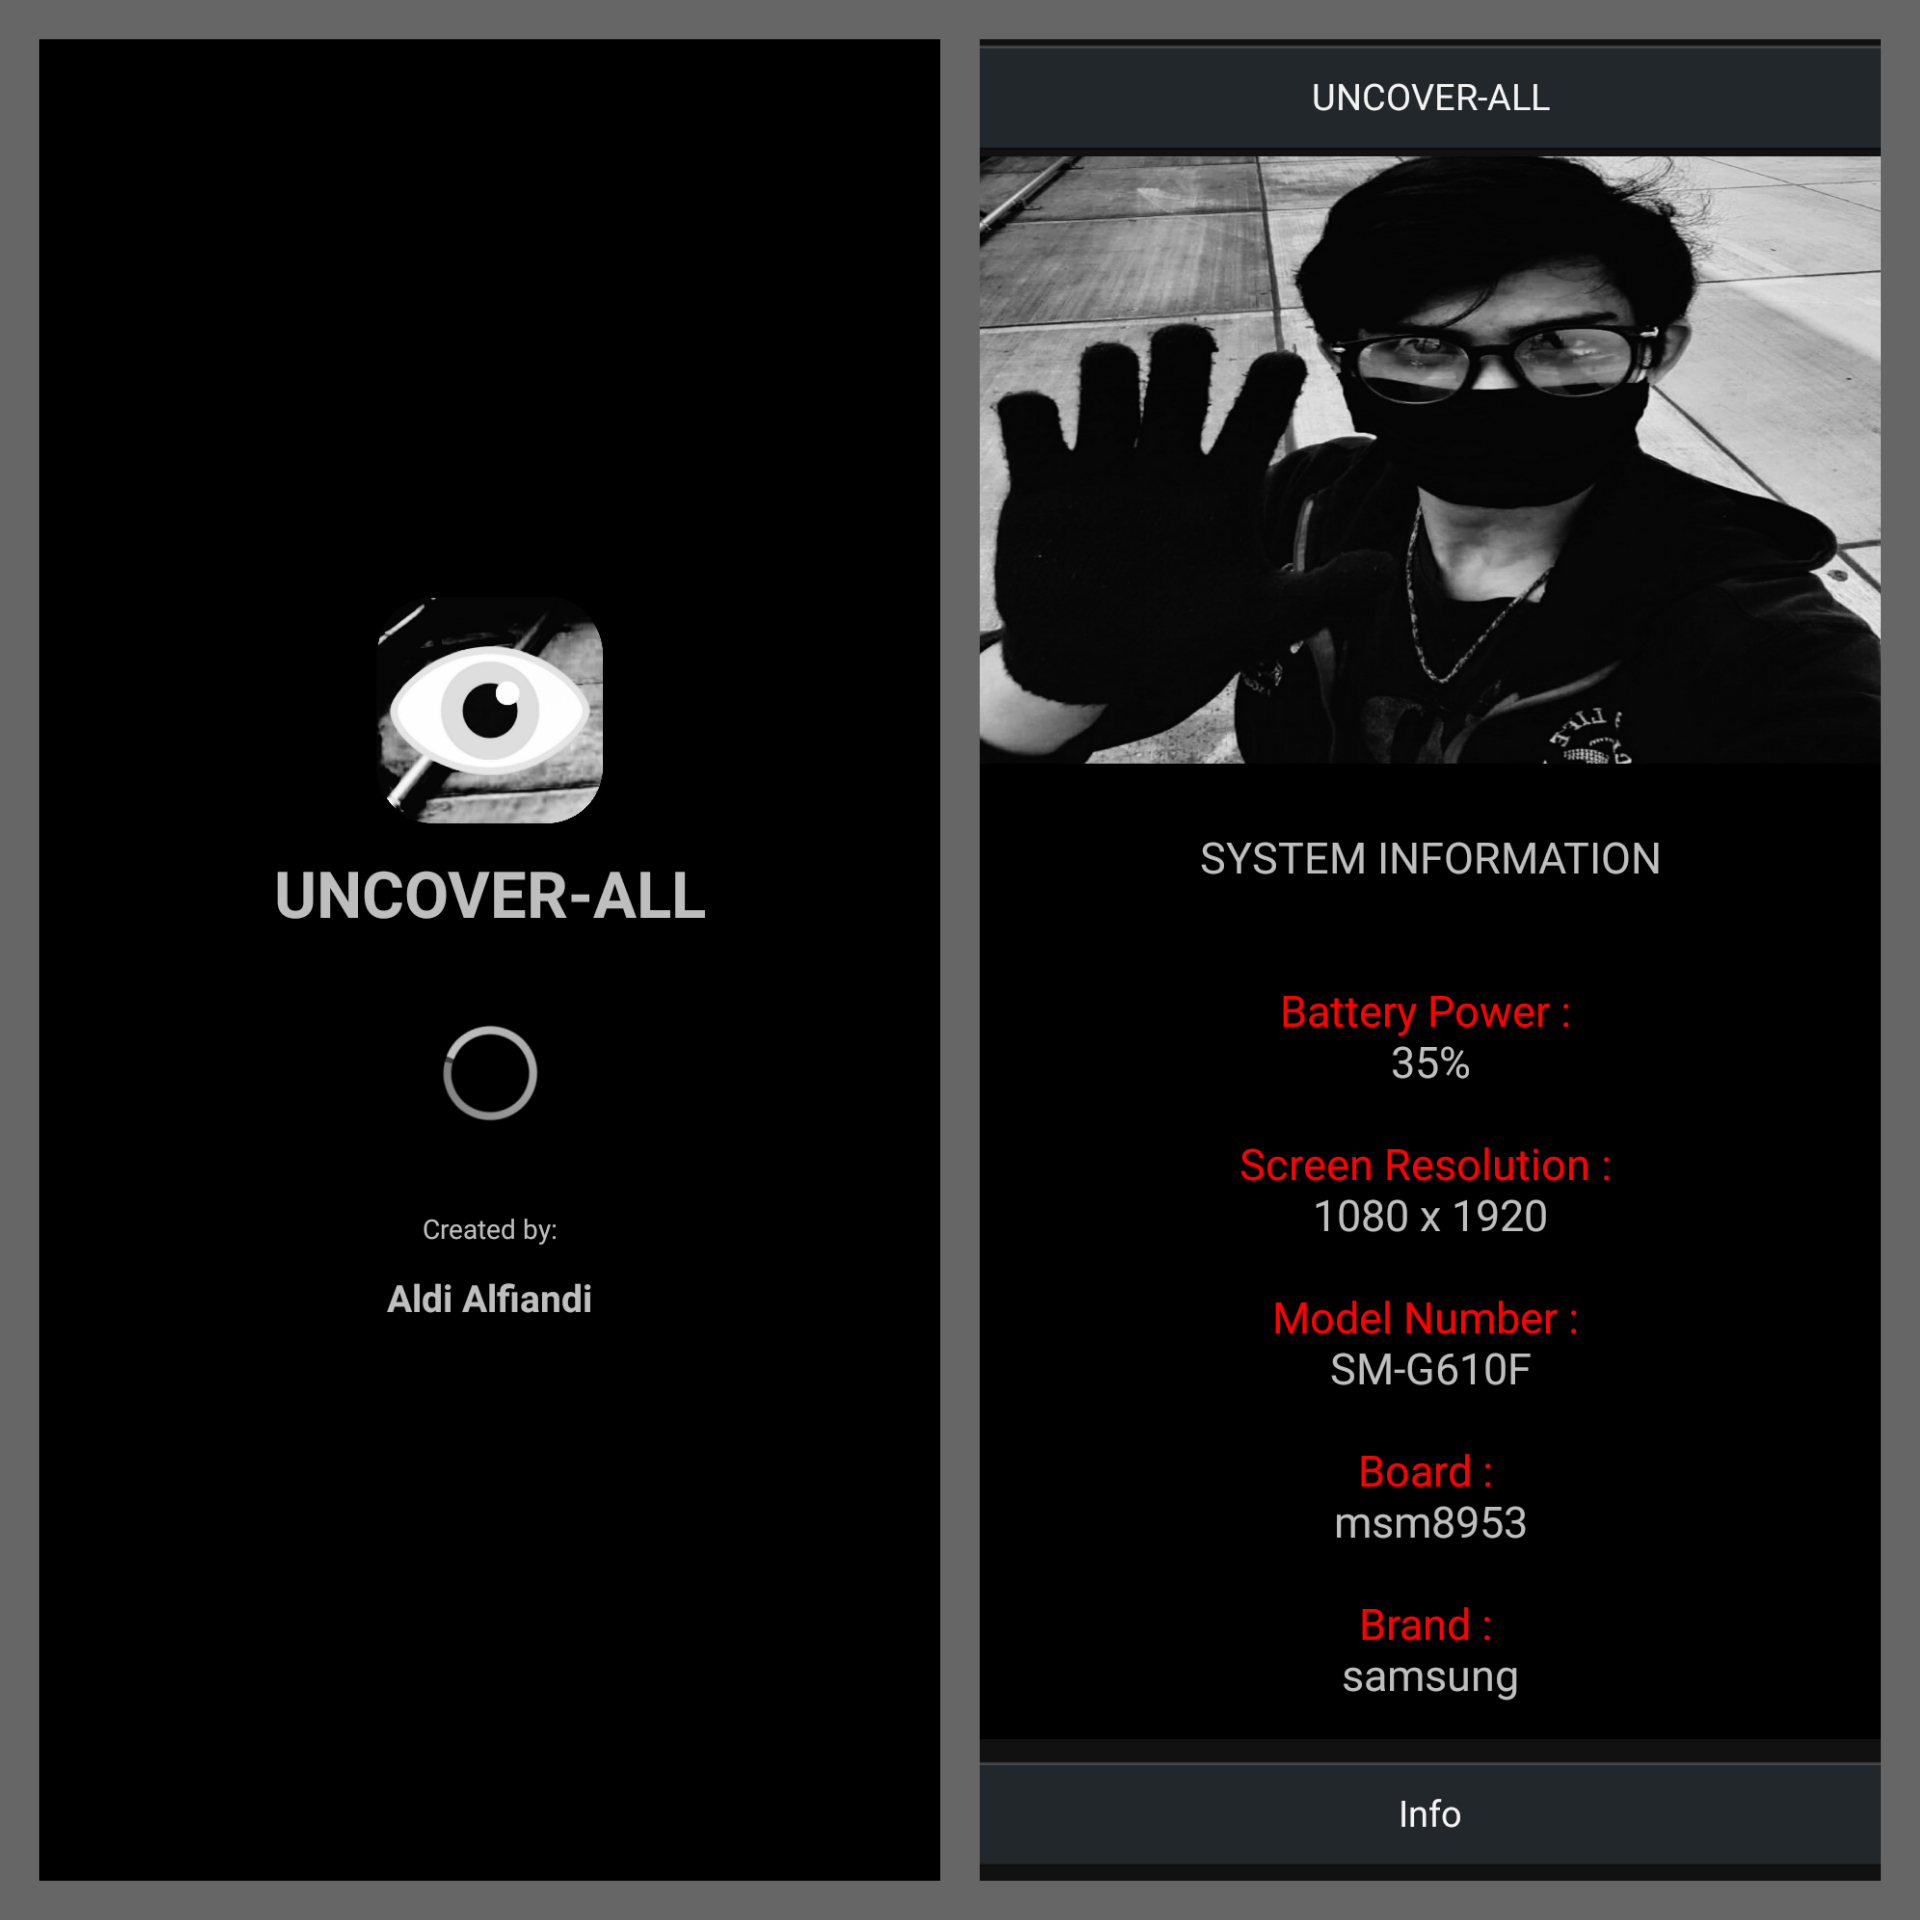 UNCOVER-ALL
Created by:
Aldi Alfiandi
UNCOVER-ALL
SYSTEM INFORMATION
Battery Power :
35%
Screen Resolution :
1080 x 1920
Model Number :
SM-G610F
Board :
msm8953
Brand :
samsung
Info